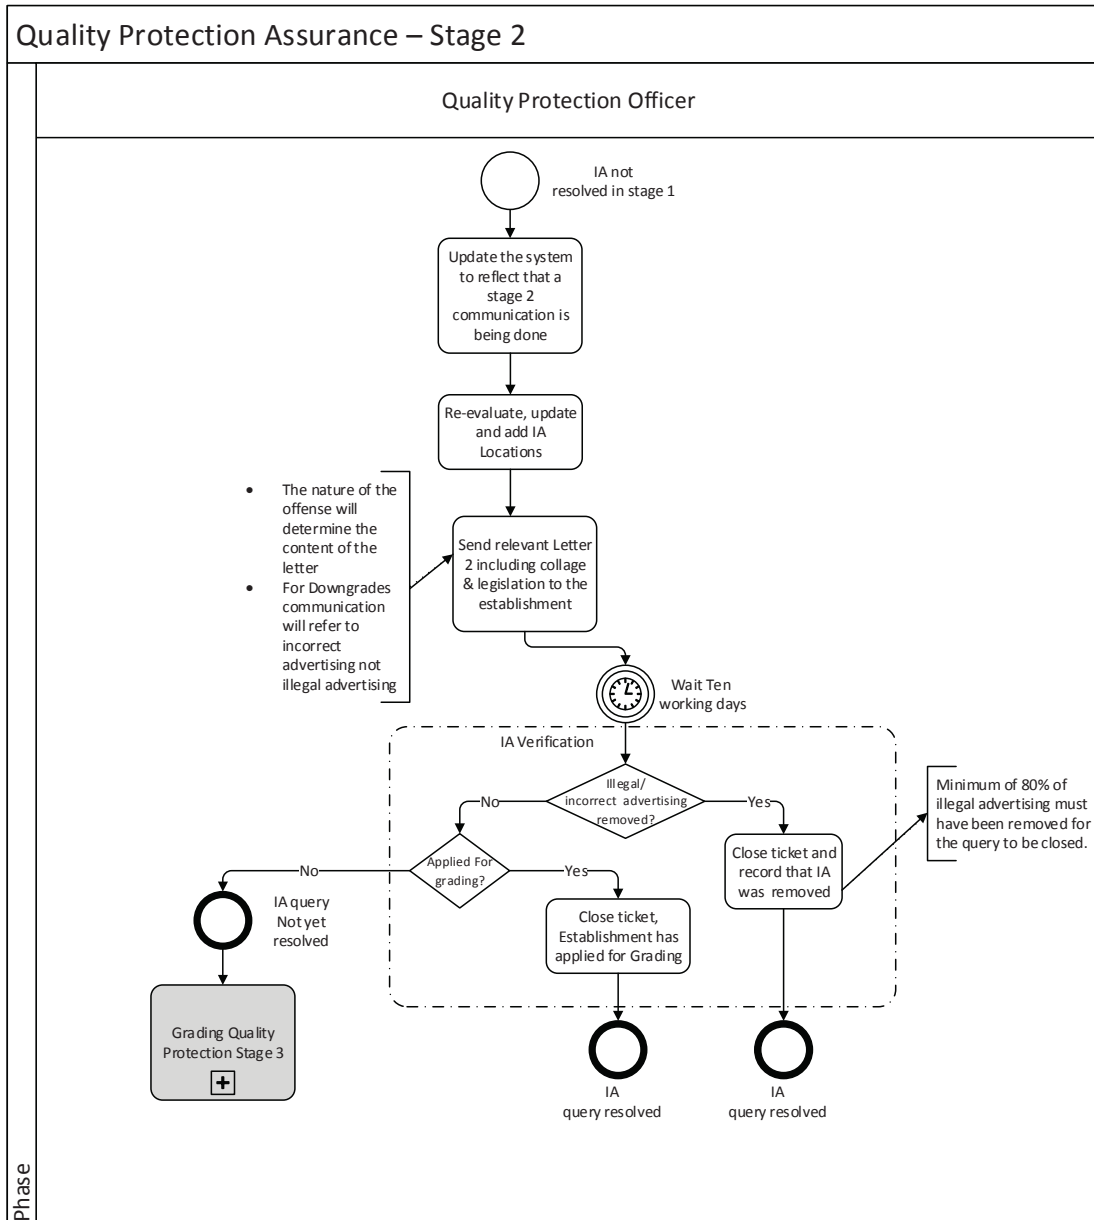 Quality Protection Assurance – Stage 2
Quality Protection Officer
IA not
resolved in stage 1
Update the system
to reflect that a
stage 2
communication is
being done
Re-evaluate, update
and add IA
Locations
• The nature of the
offense will
determine the
content of the
letter
• For Downgrades
communication
will refer to
incorrect
advertising not
illegal advertising
Send relevant Letter
2 including collage
& legislation to the
establishment
Wait Ten
working days
IA Verification
Illegal/
incorrect advertising
removed?
No
Yes
Minimum of 80% of
illegal advertising must
have been removed for
the query to be closed.
Close ticket and
record that IA
was removed
Applied For
grading?
No
Yes
IA query
Not yet
resolved
Close ticket,
Establishment has
applied for Grading
Grading Quality
Protection Stage 3
IA
query resolved
IA
query resolved
Phase